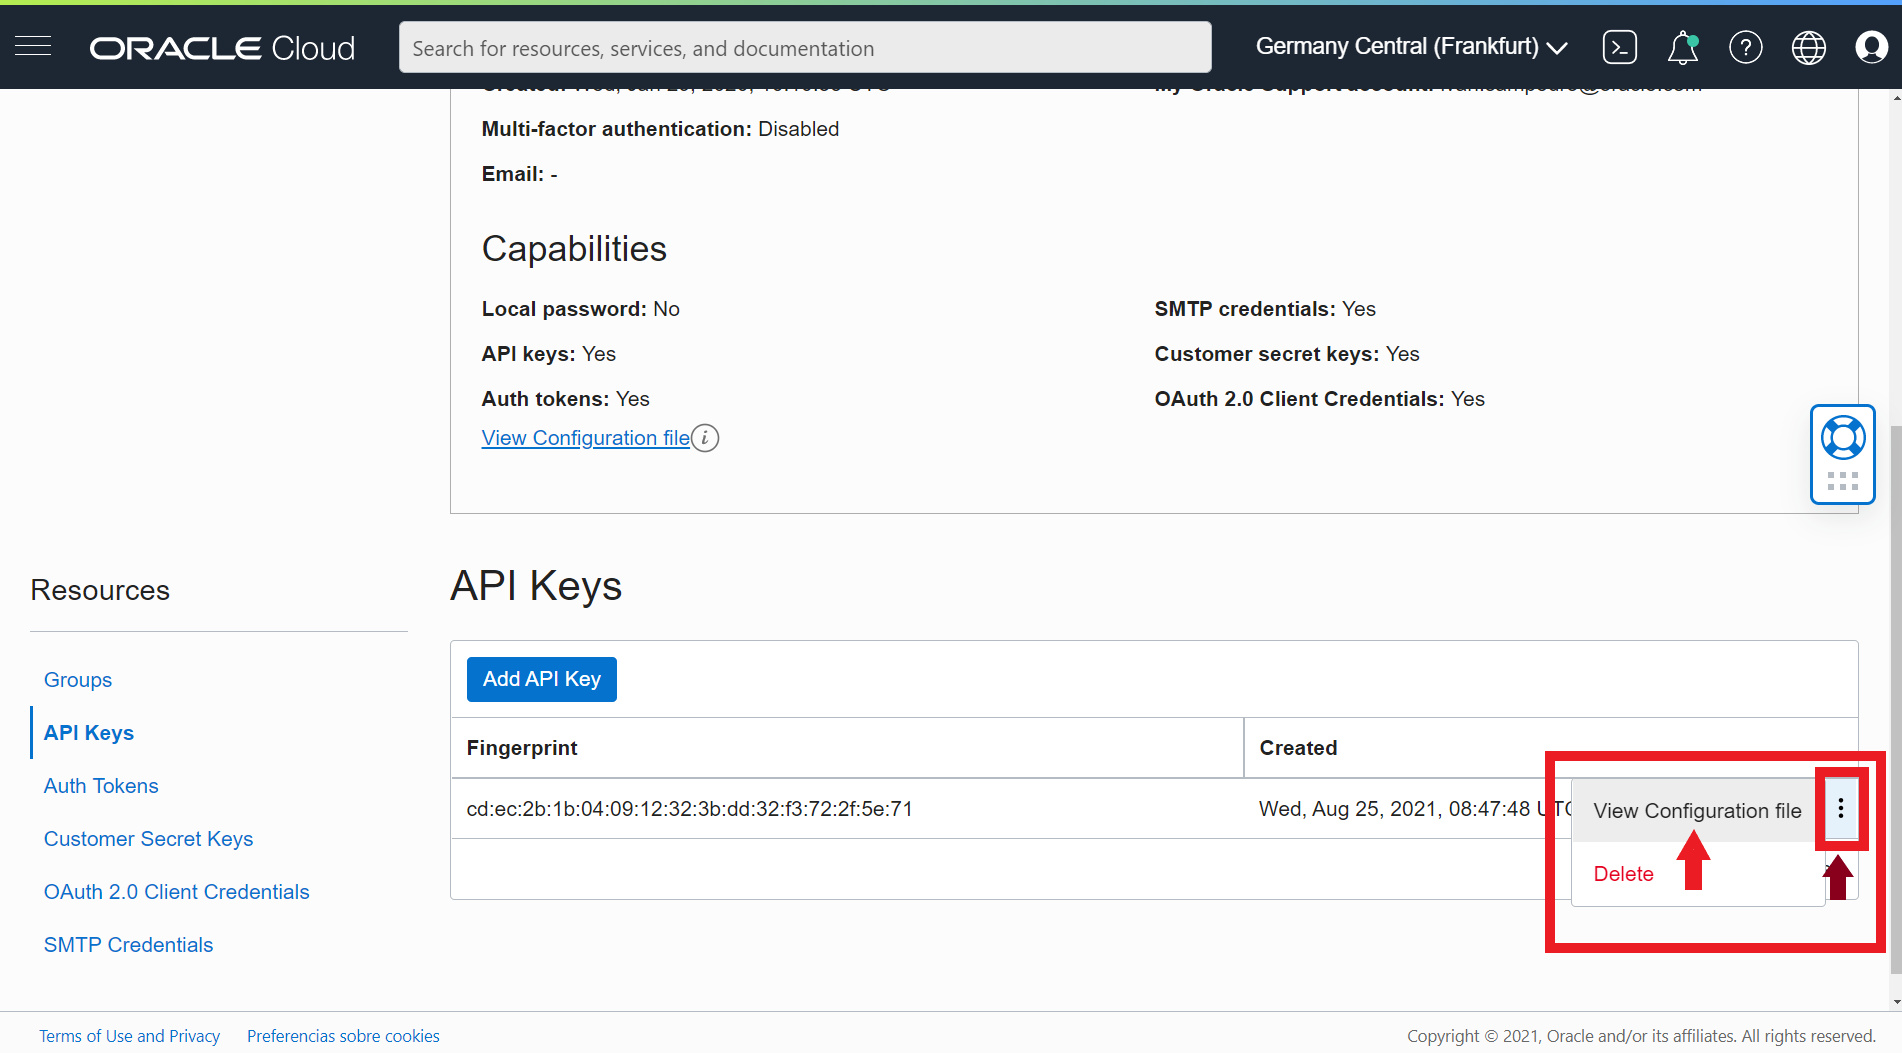 ORACLE Cloud
Search for resources, services, and documentation
Germany Central (Frankfurt)
Multi-factor authentication: Disabled
Email: -
Capabilities
Local password: No
SMTP credentials: Yes
API keys: Yes
Customer secret keys: Yes
Auth tokens: Yes
OAuth 2.0 Client Credentials: Yes
View Configuration file
Resources
Groups
API Keys
Auth Tokens
Customer Secret Keys
OAuth 2.0 Client Credentials
SMTP Credentials
API Keys
Add API Key
Fingerprint
Created
cd:ec:2b:1b:04:09:12:32:3b:dd:32:f3:72:2f:5e:71
Wed, Aug 25, 2021, 08:47:48 UTC
View Configuration file
Delete
Terms of Use and Privacy
Preferencias sobre cookies
Copyright © 2021, Oracle and/or its affiliates. All rights reserved.